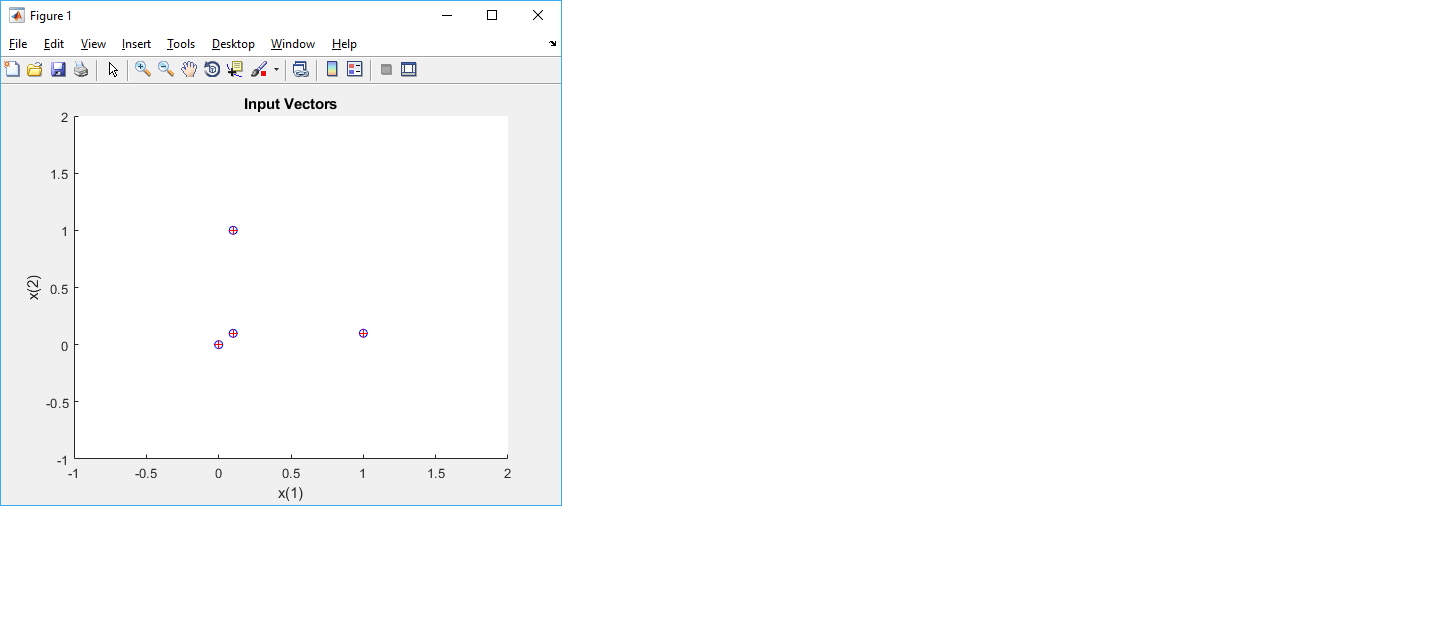 Figure 1
File Edit View Insert Tools Desktop Window Help
Input Vectors
2
1.5
1
0.5
0
-0.5
-1
x(2)
-1 -0.5 0 0.5 1 1.5 2
x(1)